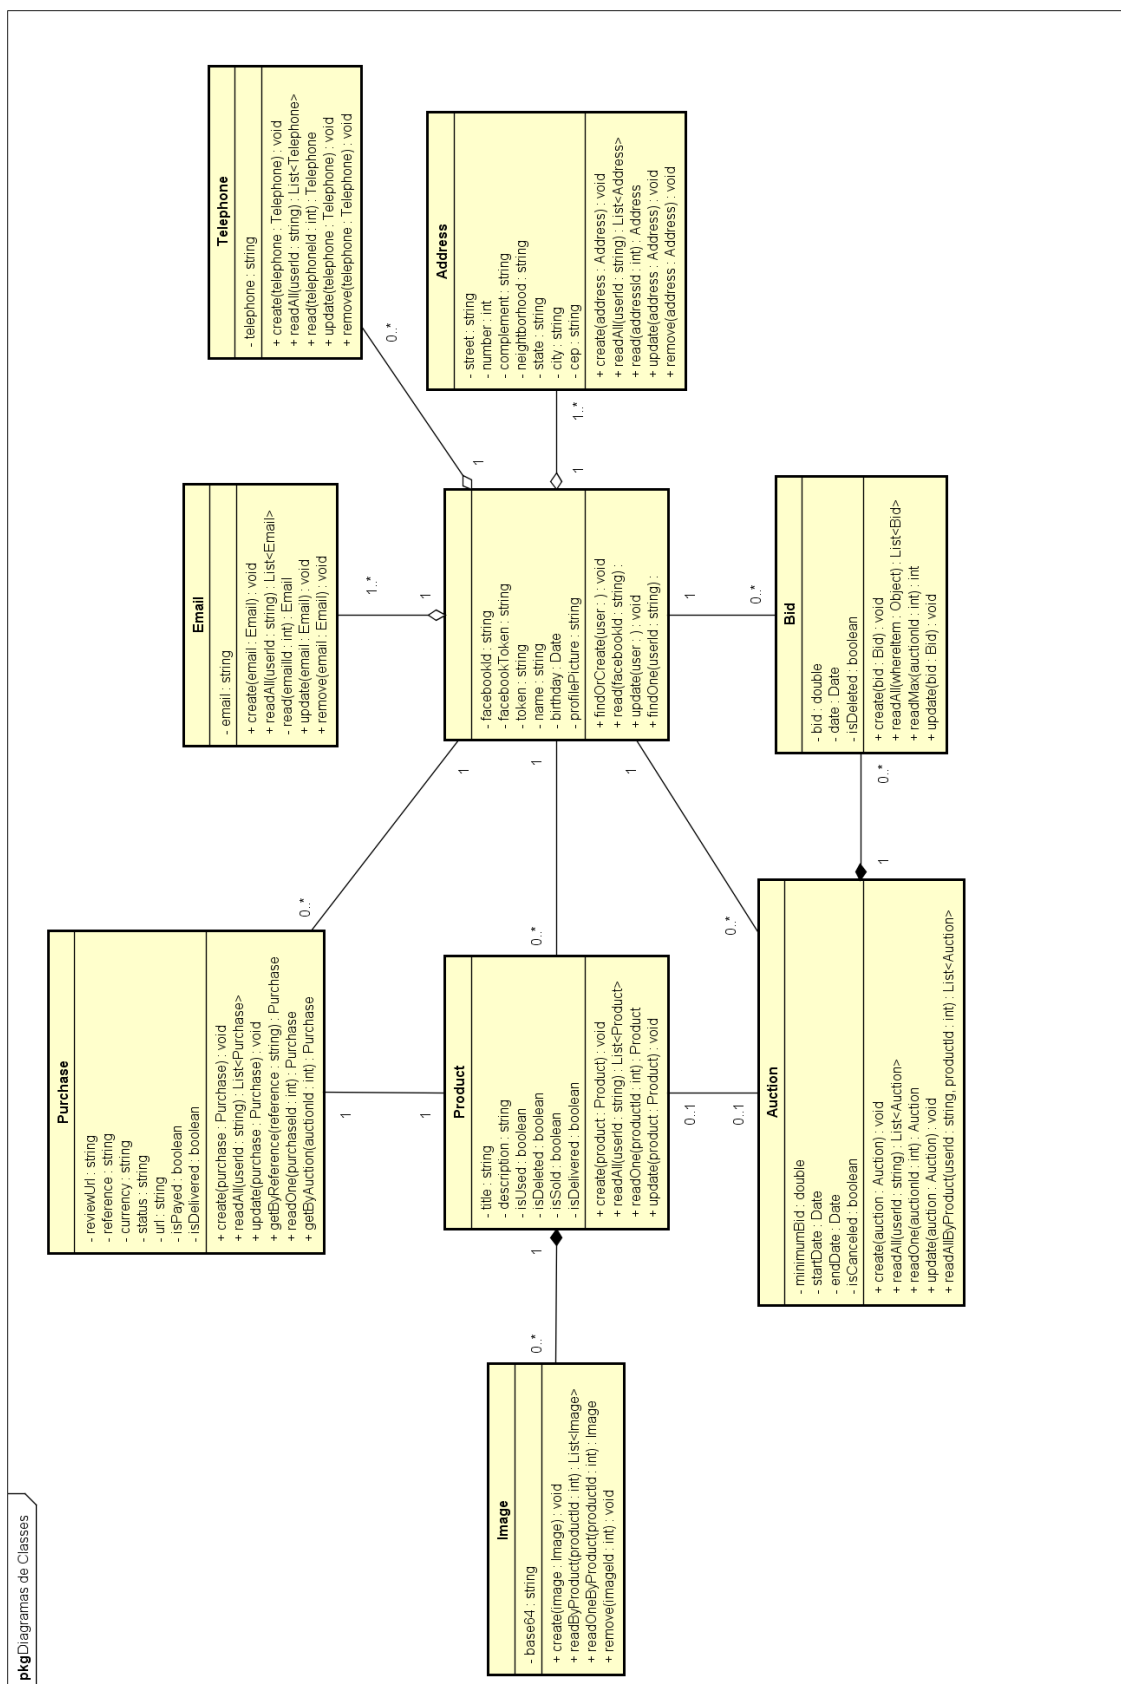 pkgDiagramas de Classes
Image
- base64 : string
+ create(image : Image) : void
+ readByProduct(productId : int) : List<Image>
+ readOneByProduct(productId : int) : Image
+ remove(imageId : int) : void
0..*
1
Purchase
- reviewUrl : string
- reference : string
- currency : string
- status : string
- url : string
- isPayed : boolean
- isDelivered : boolean
+ create(purchase : Purchase) : void
+ readAll(userId : string) : List<Purchase>
+ update(purchase : Purchase) : void
+ getByReference(reference : string) : Purchase
+ readOne(purchaseId : int) : Purchase
+ getByAuction(auctionId : int) : Purchase
1
1
0..*
1
Product
- title : string
- description : string
- isUsed : boolean
- isDeleted : boolean
- isSold : boolean
- isDelivered : boolean
+ create(product : Product) : void
+ readAll(userId : string) : List<Product>
+ readOne(productId : int) : Product
+ update(product : Product) : void
0..*
1
0..1
0..1
Auction
- minimumBid : double
- startDate : Date
- endDate : Date
- isCanceled : boolean
+ create(auction : Auction) : void
+ readAll(userId : string) : List<Auction>
+ readOne(auctionId : int) : Auction
+ update(auction : Auction) : void
+ readAllByProduct(userId : string, productId : int) : List<Auction>
0..*
1
1
0..*
Email
- email : string
+ create(email : Email) : void
+ readAll(userId : string) : List<Email>
- read(emailId : int) : Email
+ update(email : Email) : void
+ remove(email : Email) : void
1..*
1
- facebookId : string
- facebookToken : string
- token : string
- name : string
- birthday : Date
- profilePicture : string
+ findOrCreate(user : ) : void
+ read(facebookId : string) :
+ update(user : ) : void
+ findOne(userId : string) :
1
0..*
Bid
- bid : double
- date : Date
- isDeleted : boolean
+ create(bid : Bid) : void
+ readAll(whereItem : Object) : List<Bid>
+ readMax(auctionId : int) : int
+ update(bid : Bid) : void
1
0..*
Telephone
- telephone : string
+ create(telephone : Telephone) : void
+ readAll(userId : string) : List<Telephone>
+ read(telephoneId : int) : Telephone
+ update(telephone : Telephone) : void
+ remove(telephone : Telephone) : void
1
1..*
Address
- street : string
- number : int
- complement : string
- neightborhood : string
- state : string
- city : string
- cep : string
+ create(address : Address) : void
+ readAll(userId : string) : List<Address>
+ read(addressId : int) : Address
+ update(address : Address) : void
+ remove(address : Address) : void